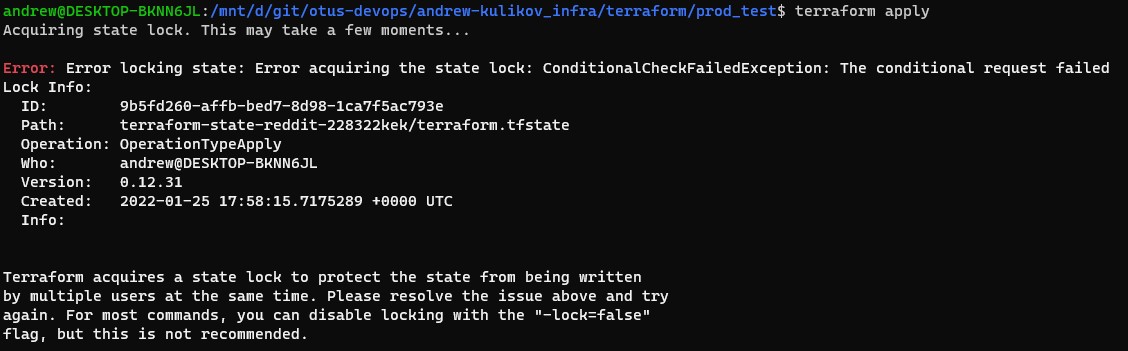 andrew@DESKTOP-BKNN6JL:/mnt/d/git/otus-devops/andrew-kulikov_infra/terraform/prod_test$ terraform apply
Acquiring state lock. This may take a few moments...
Error: Error locking state: Error acquiring the state lock: ConditionalCheckFailedException: The conditional request failed
Lock Info:
  ID:        9b5fd260-affb-bed7-8d98-1ca7f5ac793e
  Path:      terraform-state-reddit-228322kek/terraform.tfstate
  Operation: OperationTypeApply
  Who:       andrew@DESKTOP-BKNN6JL
  Version:   0.12.31
  Created:   2022-01-25 17:58:15.7175289 +0000 UTC
  Info:
Terraform acquires a state lock to protect the state from being written
by multiple users at the same time. Please resolve the issue above and try
again. For most commands, you can disable locking with the "-lock=false"
flag, but this is not recommended.